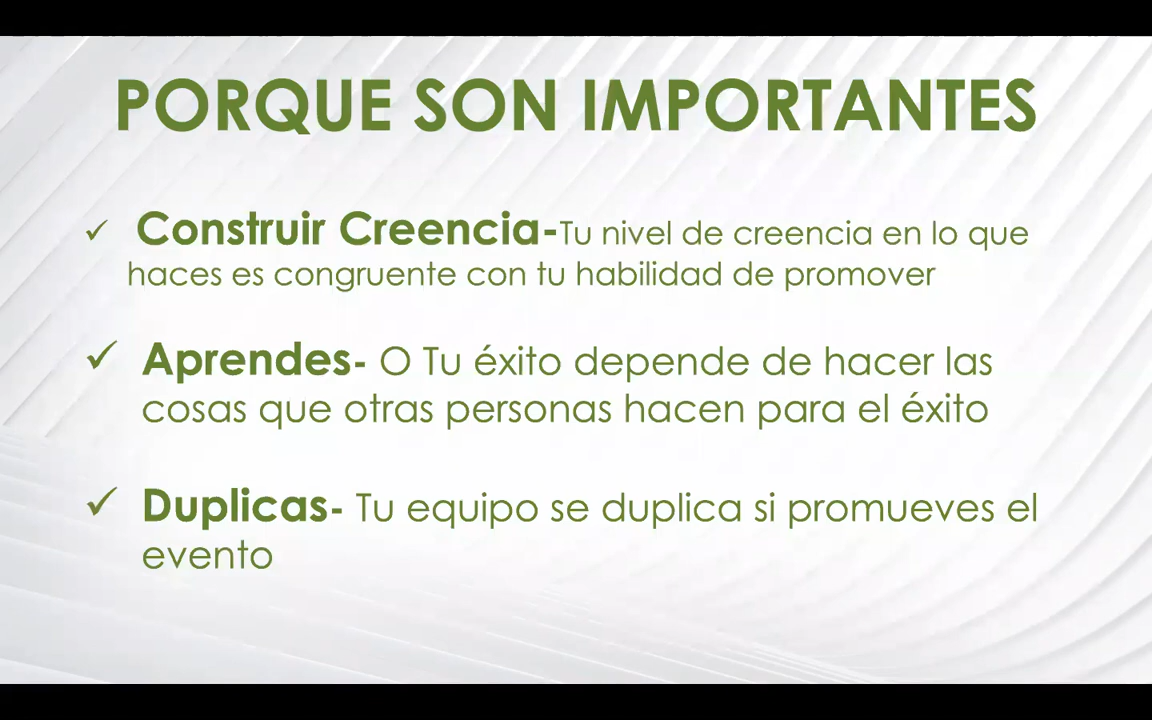 PORQUE SON IMPORTANTES
✓ Construir Creencia-Tu nivel de creencia en lo que
haces es congruente con tu habilidad de promover
✓ Aprendes- O Tu éxito depende de hacer las
cosas que otras personas hacen para el éxito
✓ Duplicas- Tu equipo se duplica si promueves el
evento